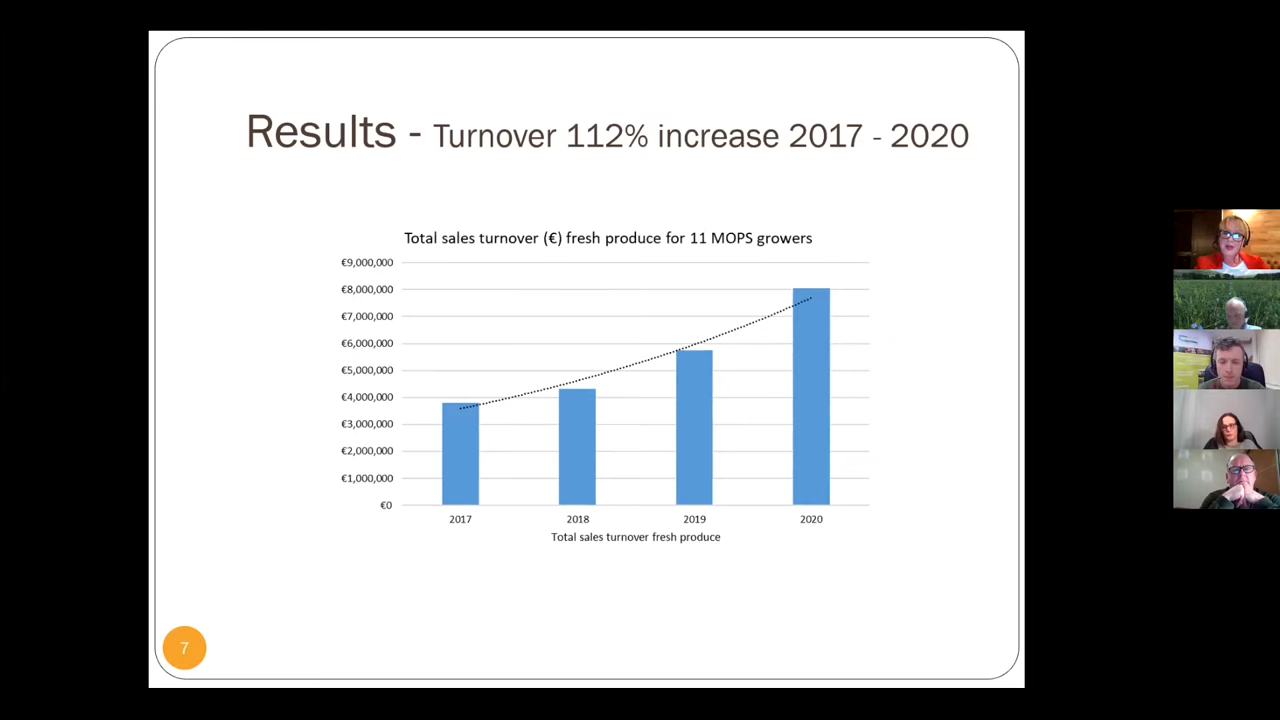 Results - Turnover 112% increase 2017 - 2020
Total sales turnover (€) fresh produce for 11 MOPS growers
€9,000,000
€8,000,000
€7,000,000
€6,000,000
€5,000,000
€4,000,000
€3,000,000
€2,000,000
€1,000,000
€0
2017 2018 2019 2020
Total sales turnover fresh produce
7